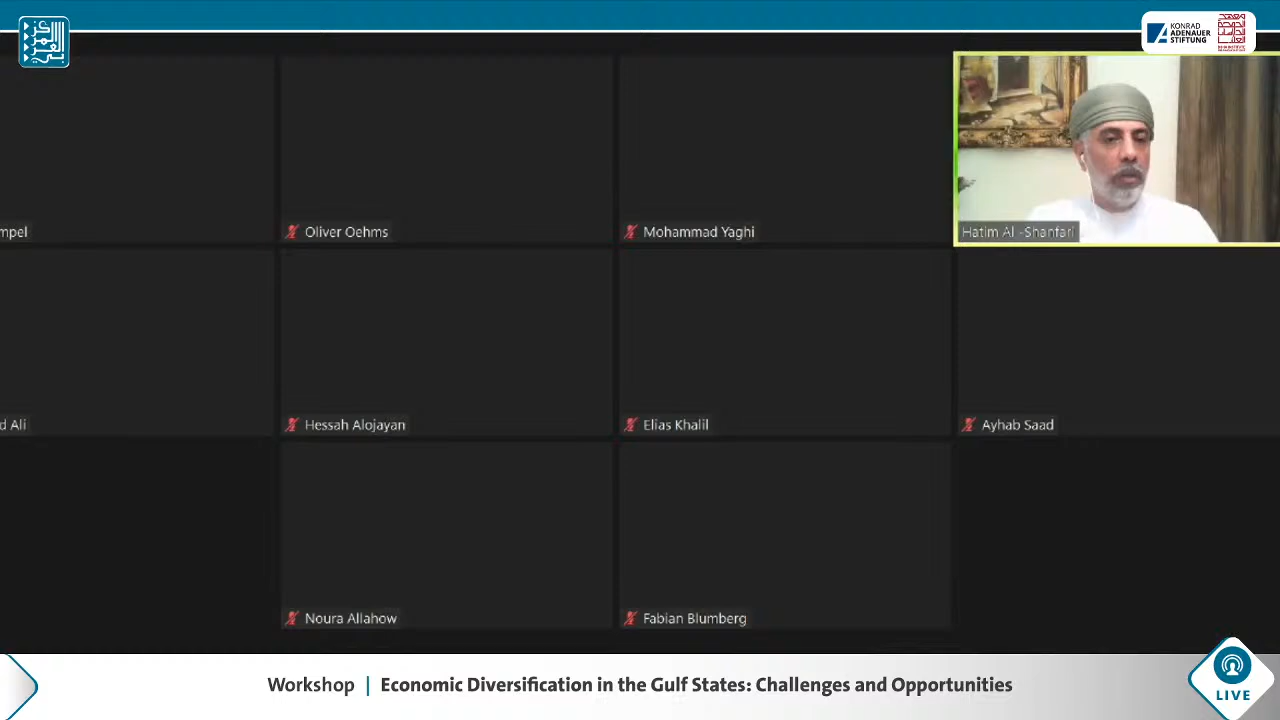 KONRAD
ADENAUER
STIFTUNG
mpel
Oliver Oehms
Mohammad Yaghi
Hatim Al -Shanfari
d Ali
Hessah Alojayan
Elias Khalil
Ayhab Saad
Noura Allahow
Fabian Blumberg
Workshop | Economic Diversification in the Gulf States: Challenges and Opportunities
LIVE